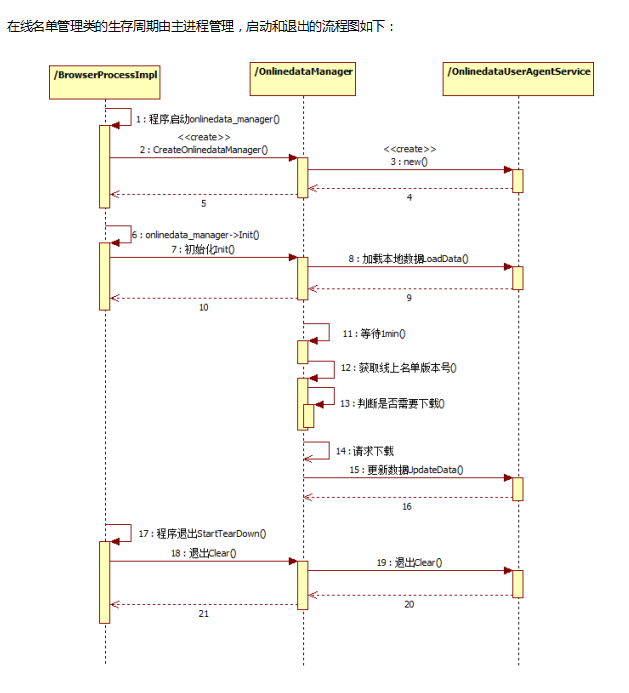 在线名单管理类的生存周期由主进程管理，启动和退出的流程图如下：
/BrowserProcessImpl
/OnlinedataManager
/OnlinedataUserAgentService
1 : 程序启动onlinedata_manager()
<<create>>
2 : CreateOnlinedataManager()
<<create>>
3 : new()
4
5
6 : onlinedata_manager->Init()
7 : 初始化Init()
8 : 加载本地数据LoadData()
9
10
11 : 等待1min()
12 : 获取线上名单版本号()
13 : 判断是否需要下载()
14 : 请求下载
15 : 更新数据UpdateData()
16
17 : 程序退出StartTearDown()
18 : 退出Clear()
19 : 退出Clear()
20
21